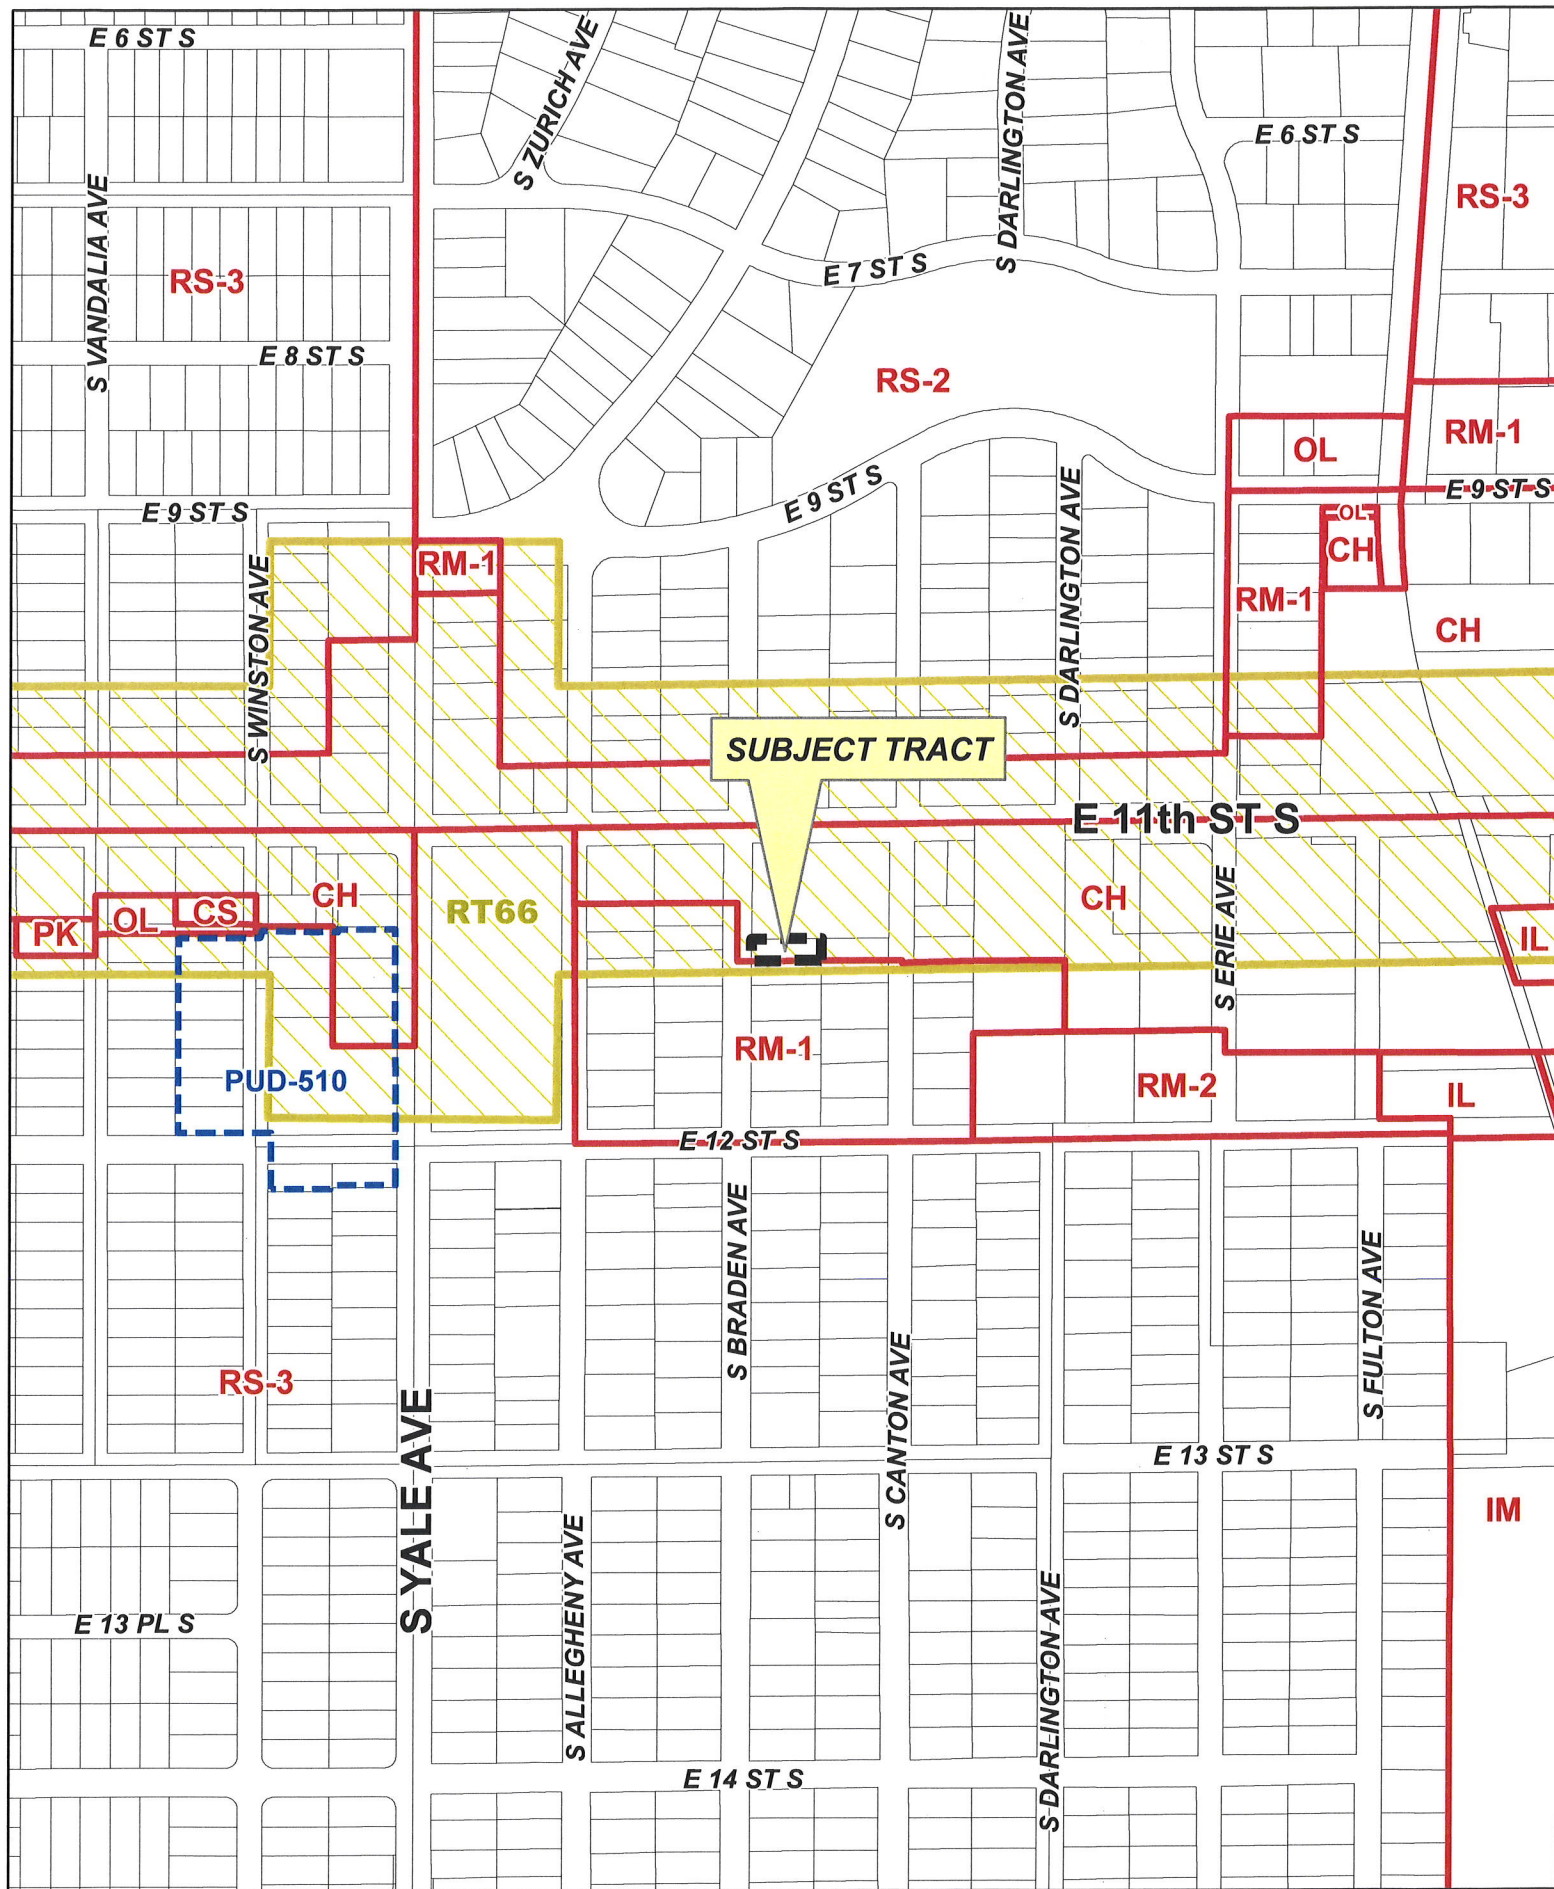 E 6 ST S
S ZURICH AVE
S DARLINGTON AVE
E 6 ST S
RS-3
S VANDALIA AVE
RS-3
E 7 ST S
E 8 ST S
RS-2
OL
RM-1
E 9 ST S
E 9 ST S
E 9 ST S
OL
CH
RM-1
S WINSTON AVE
S DARLINGTON AVE
RM-1
CH
SUBJECT TRACT
E 11th ST S
CH
RT66
CH
PK
OL
CS
IL
S ERIE AVE
RM-1
PUD-510
RM-2
IL
E 12 ST S
S BRADEN AVE
S FULTON AVE
RS-3
S CANTON AVE
S YALE AVE
E 13 ST S
IM
S ALLEGHENY AVE
E 13 PL S
S DARLINGTON AVE
E 14 ST S